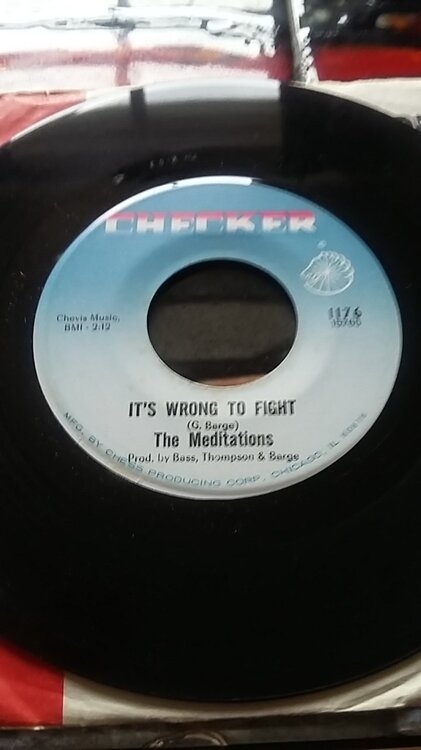 CHECKER
Chevis Music,
BMI - 2:12
1176
IT'S WRONG TO FIGHT
(G. Barge)
The Meditations
Prod. by Bass, Thompson & Barge
MFG. BY CHESS PRODUCING CORP., CHICAGO, IL